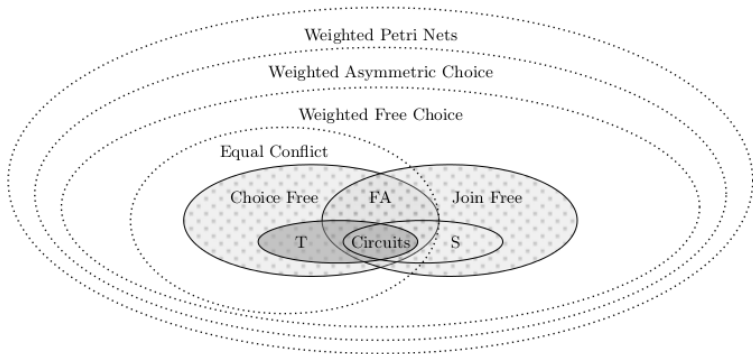 Weighted Petri Nets
Weighted Asymmetric Choice
Weighted Free Choice
Equal Conflict
Choice Free FA Join Free
T Circuits S